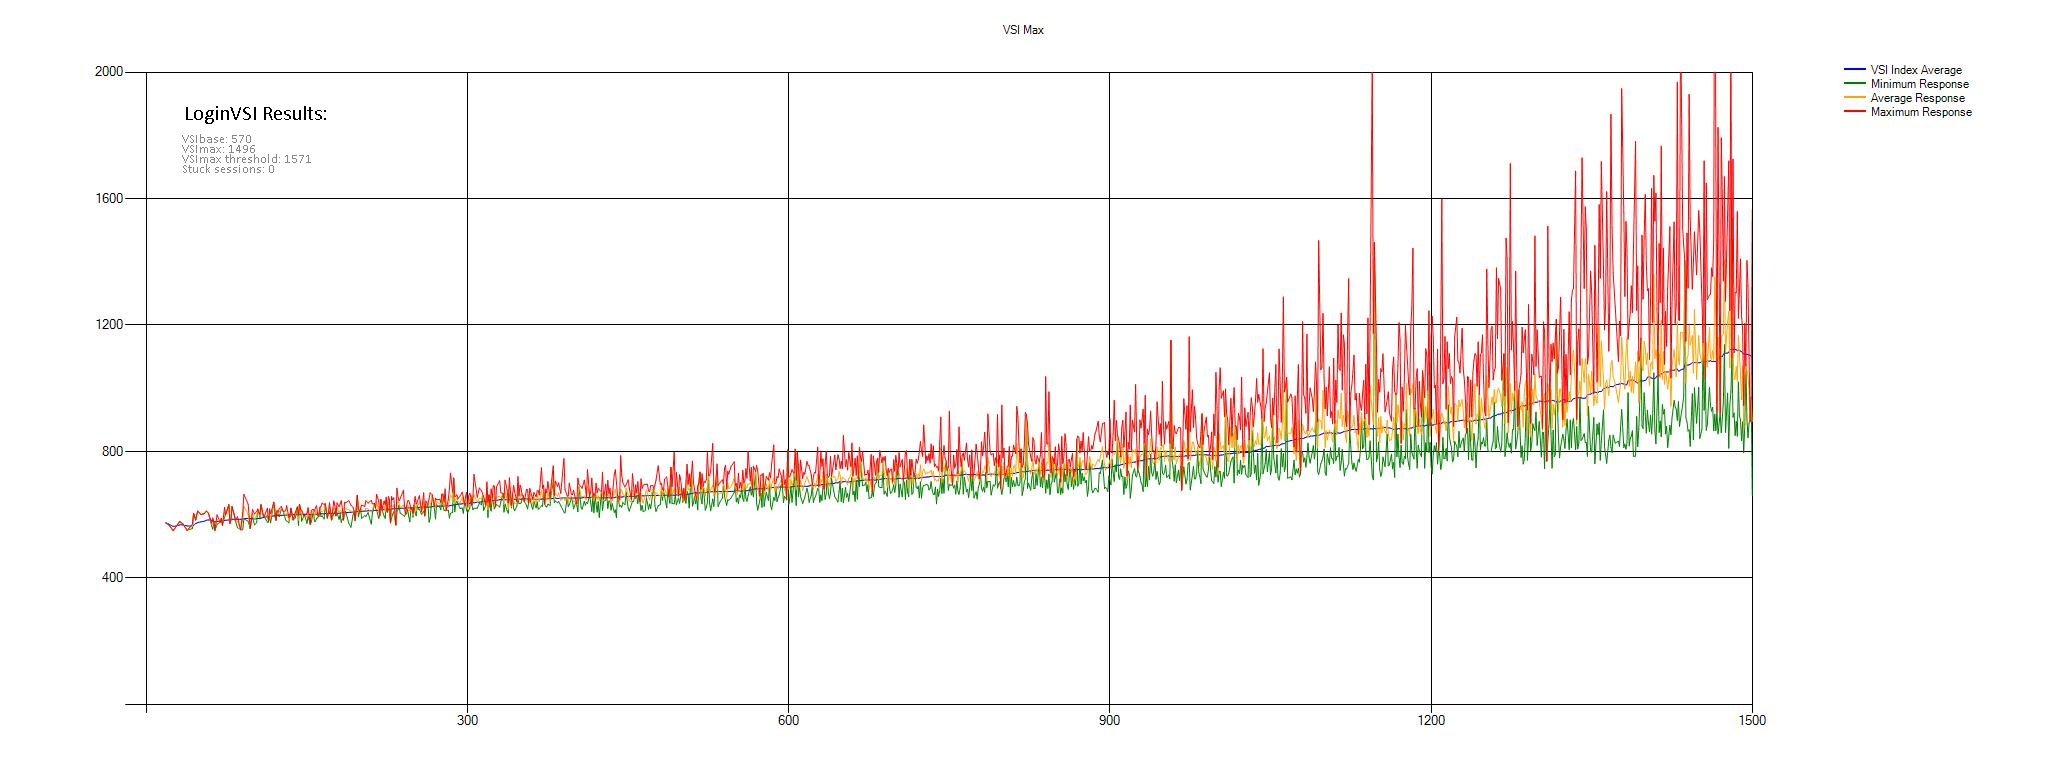 VSI Max
2000
1600
1200
800
400
LoginVSI Results:
VSIbase: 570
VSImax: 1496
VSImax threshold: 1571
Stuck sessions: 0
VSI Index Average
Minimum Response
Average Response
Maximum Response
300
600
900
1200
1500